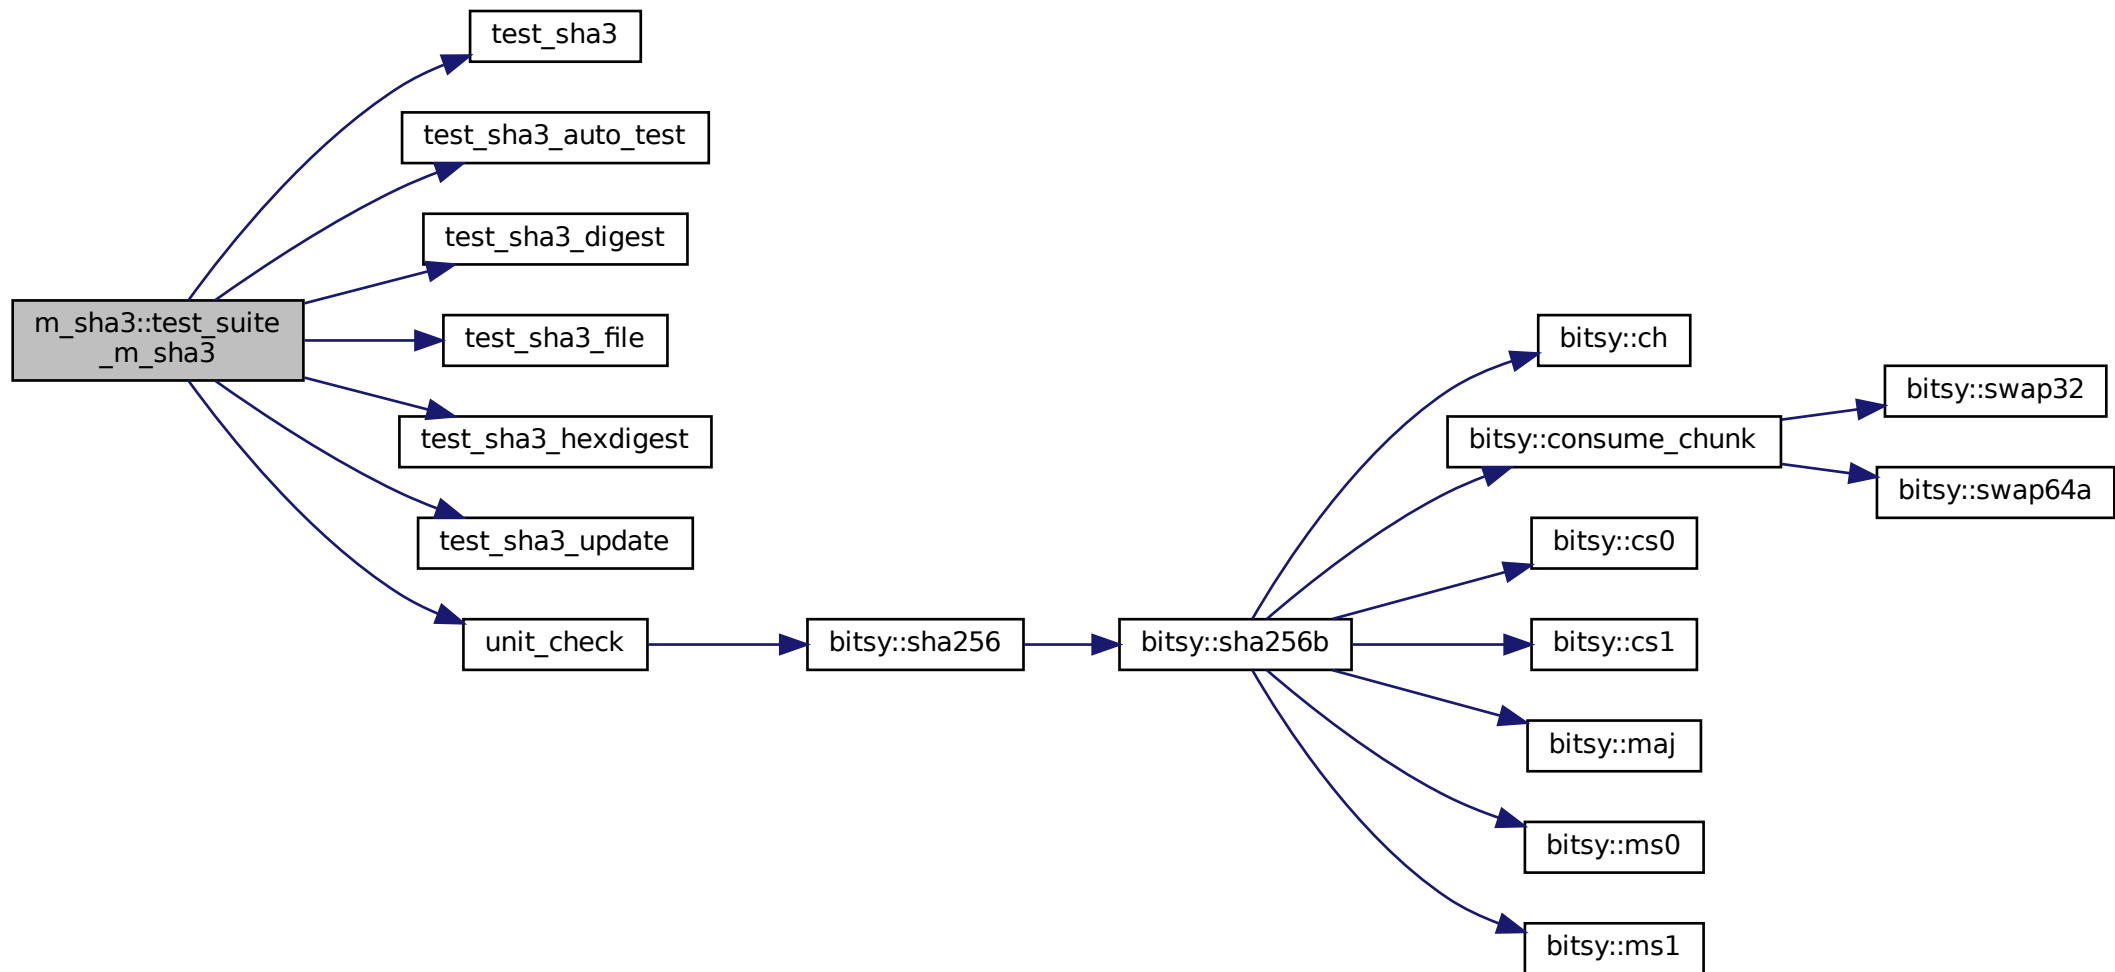 test_sha3
test_sha3_auto_test
test_sha3_digest
m_sha3::test_suite
_m_sha3
test_sha3_file
test_sha3_hexdigest
test_sha3_update
unit_check
bitsy::sha256
bitsy::sha256b
bitsy::ch
bitsy::consume_chunk
bitsy::swap32
bitsy::swap64a
bitsy::cs0
bitsy::cs1
bitsy::maj
bitsy::ms0
bitsy::ms1